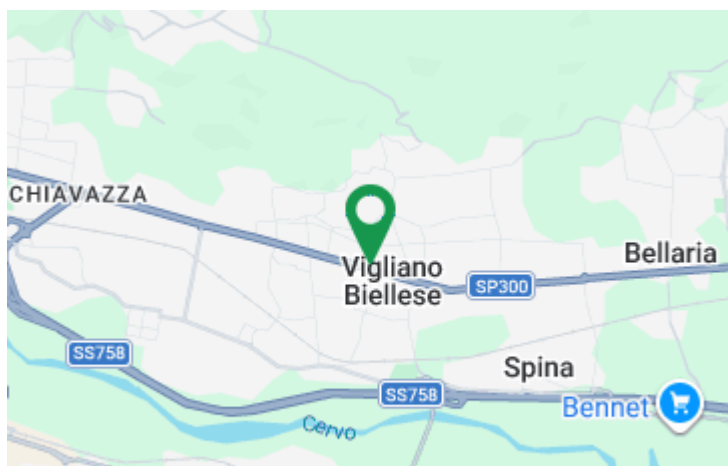 CHIAVAZZA
Vigliano
Biellese
Bellaria
SP300
SS758
Spina
SS758
Bennet
Cervo